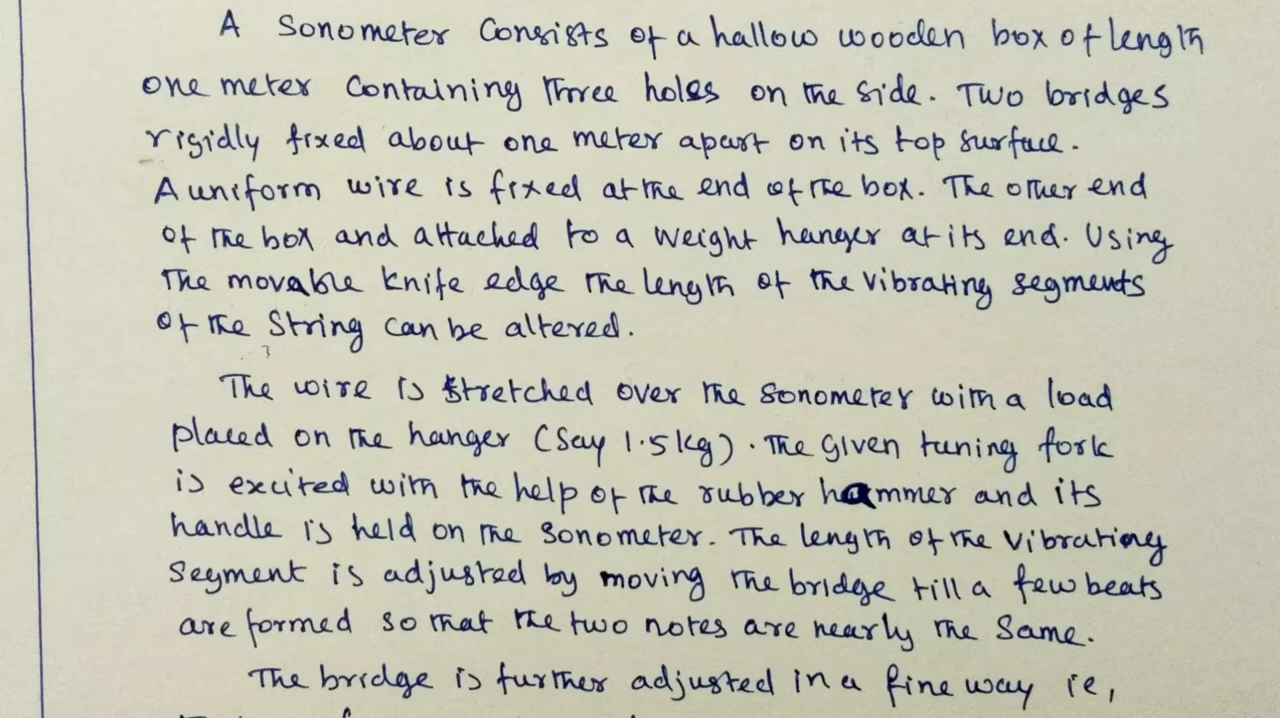 A Sonometer Consists of a hallow wooden box of length
one meter Containing three holes on the side. Two bridges
rigidly fixed about one meter apart on its top surface.
A uniform wire is fixed at the end of the box. The other end
of the box and attached to a weight hanger at its end. Using
The movable knife edge the length of the vibrating segments
of the String can be altered.
The wire is stretched over the sonometer with a load
placed on the hanger (Say 1.5kg). The given tuning fork
is excited with the help of the rubber hammer and its
handle is held on the sonometer. The length of the vibrating
segment is adjusted by moving the bridge till a few beats
are formed so that the two notes are nearly the same.
The bridge is further adjusted in a fine way ie,